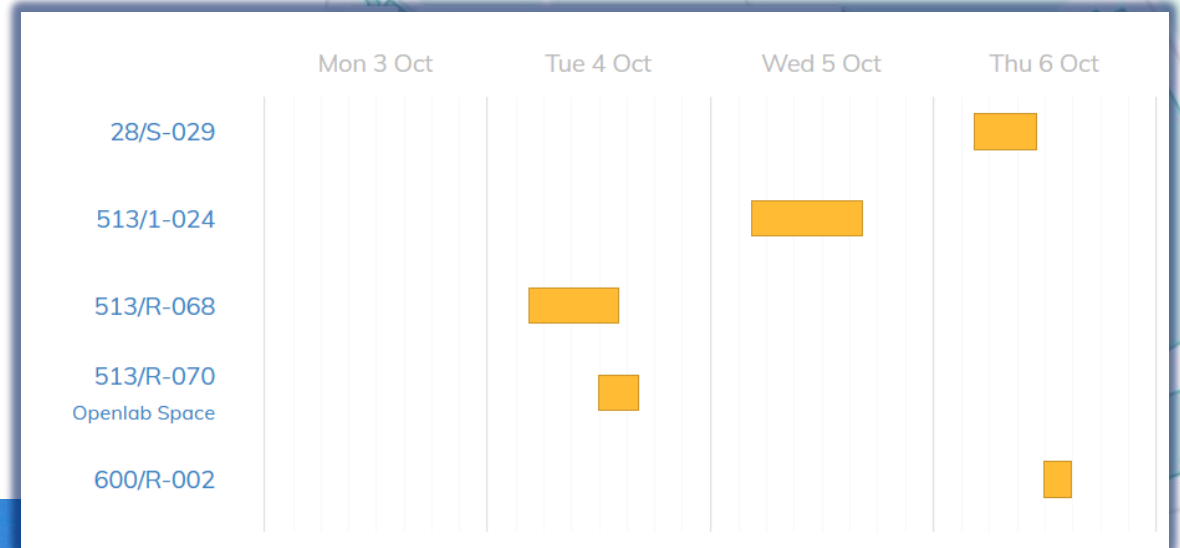 Mon 3 Oct Tue 4 Oct Wed 5 Oct Thu 6 Oct
28/S-029
513/1-024
513/R-068
513/R-070
Openlab Space
600/R-002